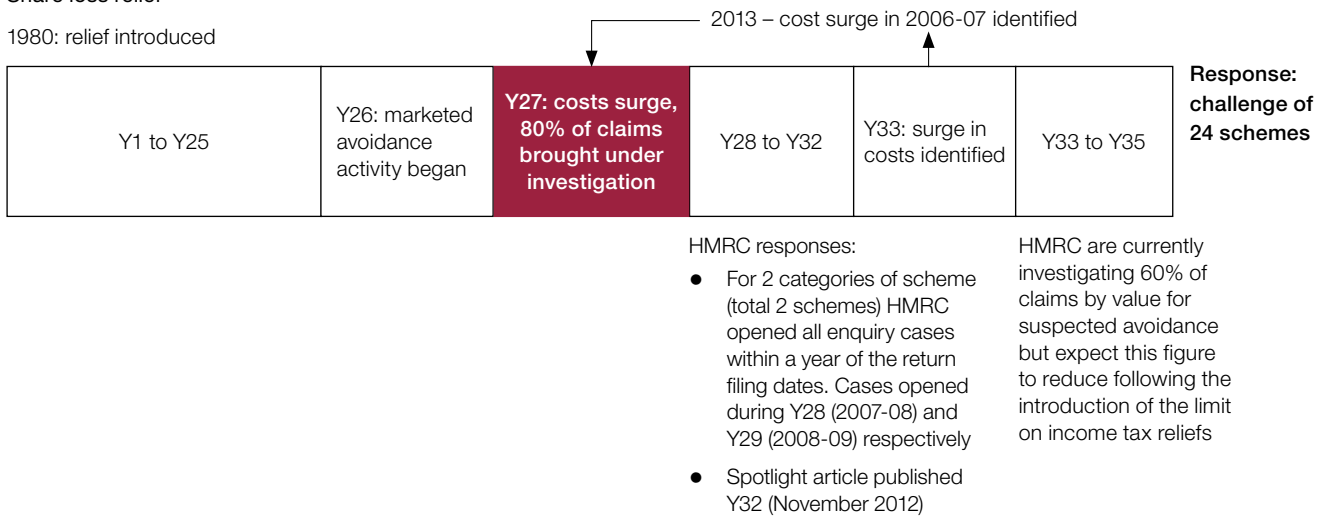 Share loss relief
1980: relief introduced
2013 – cost surge in 2006-07 identified
Y1 to Y25
Y26: marketed
avoidance
activity began
Y27: costs surge,
80% of claims
brought under
investigation
Y28 to Y32
Y33: surge in
costs identified
Y33 to Y35
Response:
challenge of
24 schemes
HMRC responses:
● For 2 categories of scheme
(total 2 schemes) HMRC
opened all enquiry cases
within a year of the return
filing dates. Cases opened
during Y28 (2007-08) and
Y29 (2008-09) respectively
● Spotlight article published
Y32 (November 2012)
HMRC are currently
investigating 60% of
claims by value for
suspected avoidance
but expect this figure
to reduce following the
introduction of the limit
on income tax reliefs